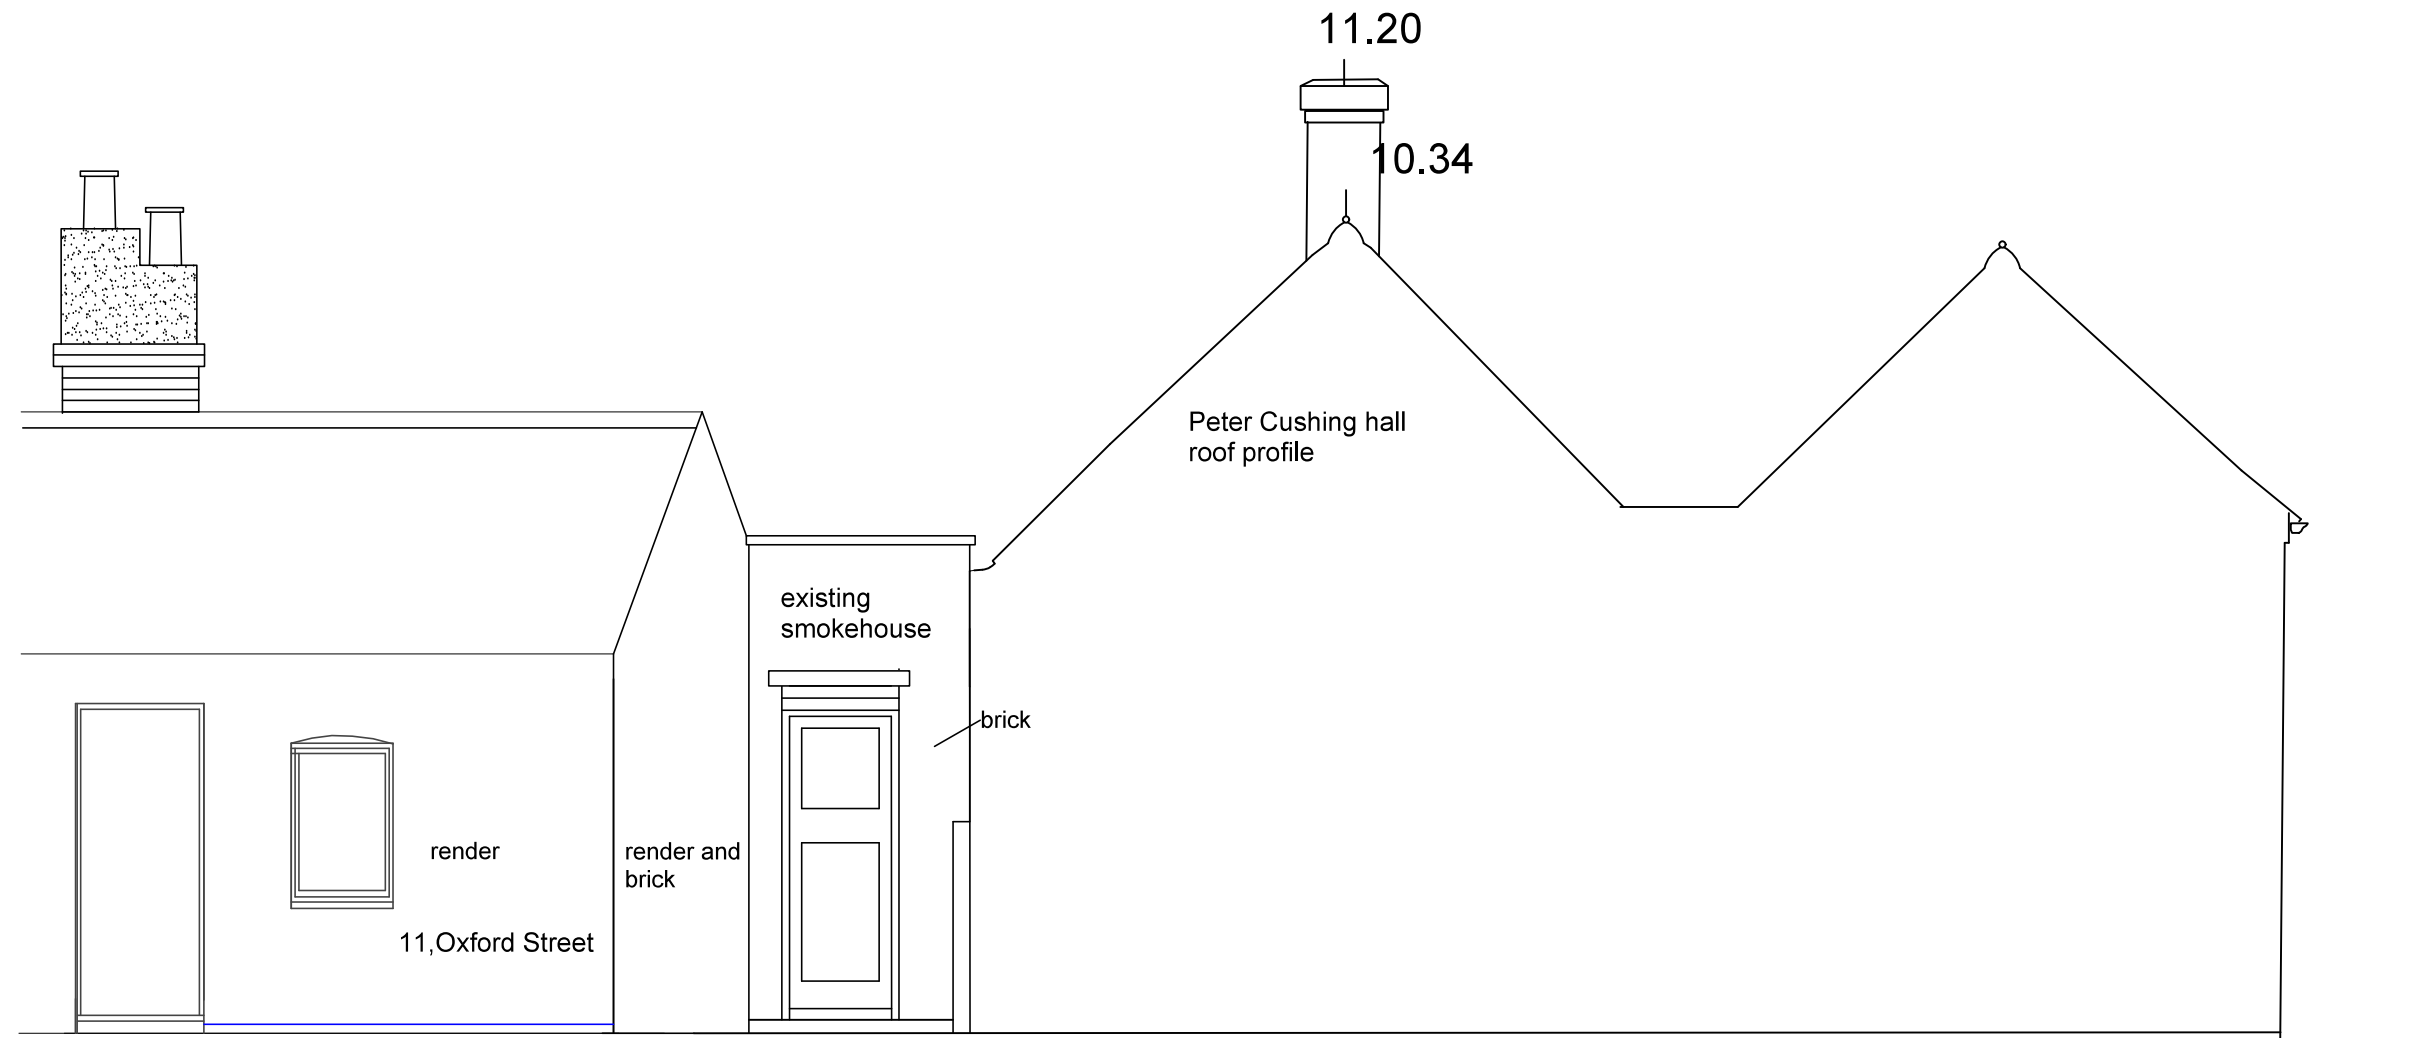 11.20
10.34
Peter Cushing hall
roof profile
existing
smokehouse
brick
render
render and
brick
11,Oxford Street